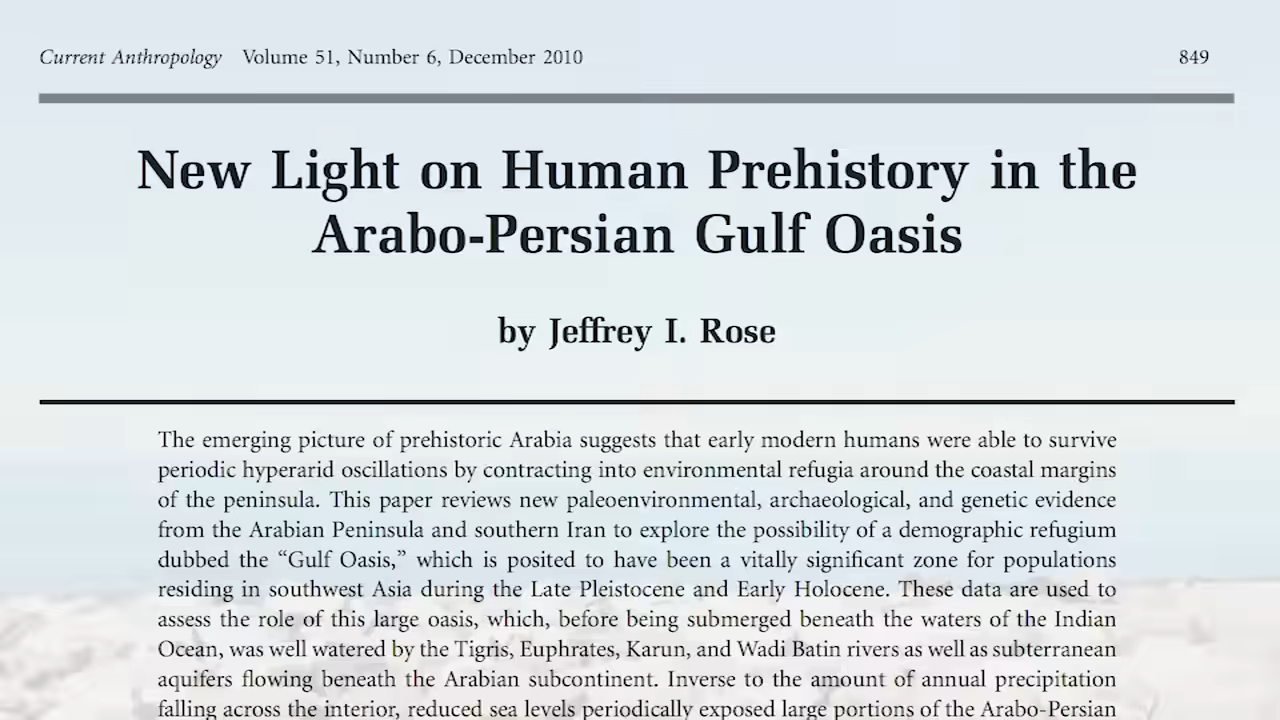 Current Anthropology Volume 51, Number 6, December 2010 849
New Light on Human Prehistory in the
Arabo-Persian Gulf Oasis
by Jeffrey I. Rose
The emerging picture of prehistoric Arabia suggests that early modern humans were able to survive
periodic hyperarid oscillations by contracting into environmental refugia around the coastal margins
of the peninsula. This paper reviews new paleoenvironmental, archaeological, and genetic evidence
from the Arabian Peninsula and southern Iran to explore the possibility of a demographic refugium
dubbed the “Gulf Oasis,” which is posited to have been a vitally significant zone for populations
residing in southwest Asia during the Late Pleistocene and Early Holocene. These data are used to
assess the role of this large oasis, which, before being submerged beneath the waters of the Indian
Ocean, was well watered by the Tigris, Euphrates, Karun, and Wadi Batin rivers as well as subterranean
aquifers flowing beneath the Arabian subcontinent. Inverse to the amount of annual precipitation
falling across the interior, reduced sea levels periodically exposed large portions of the Arabo-Persian